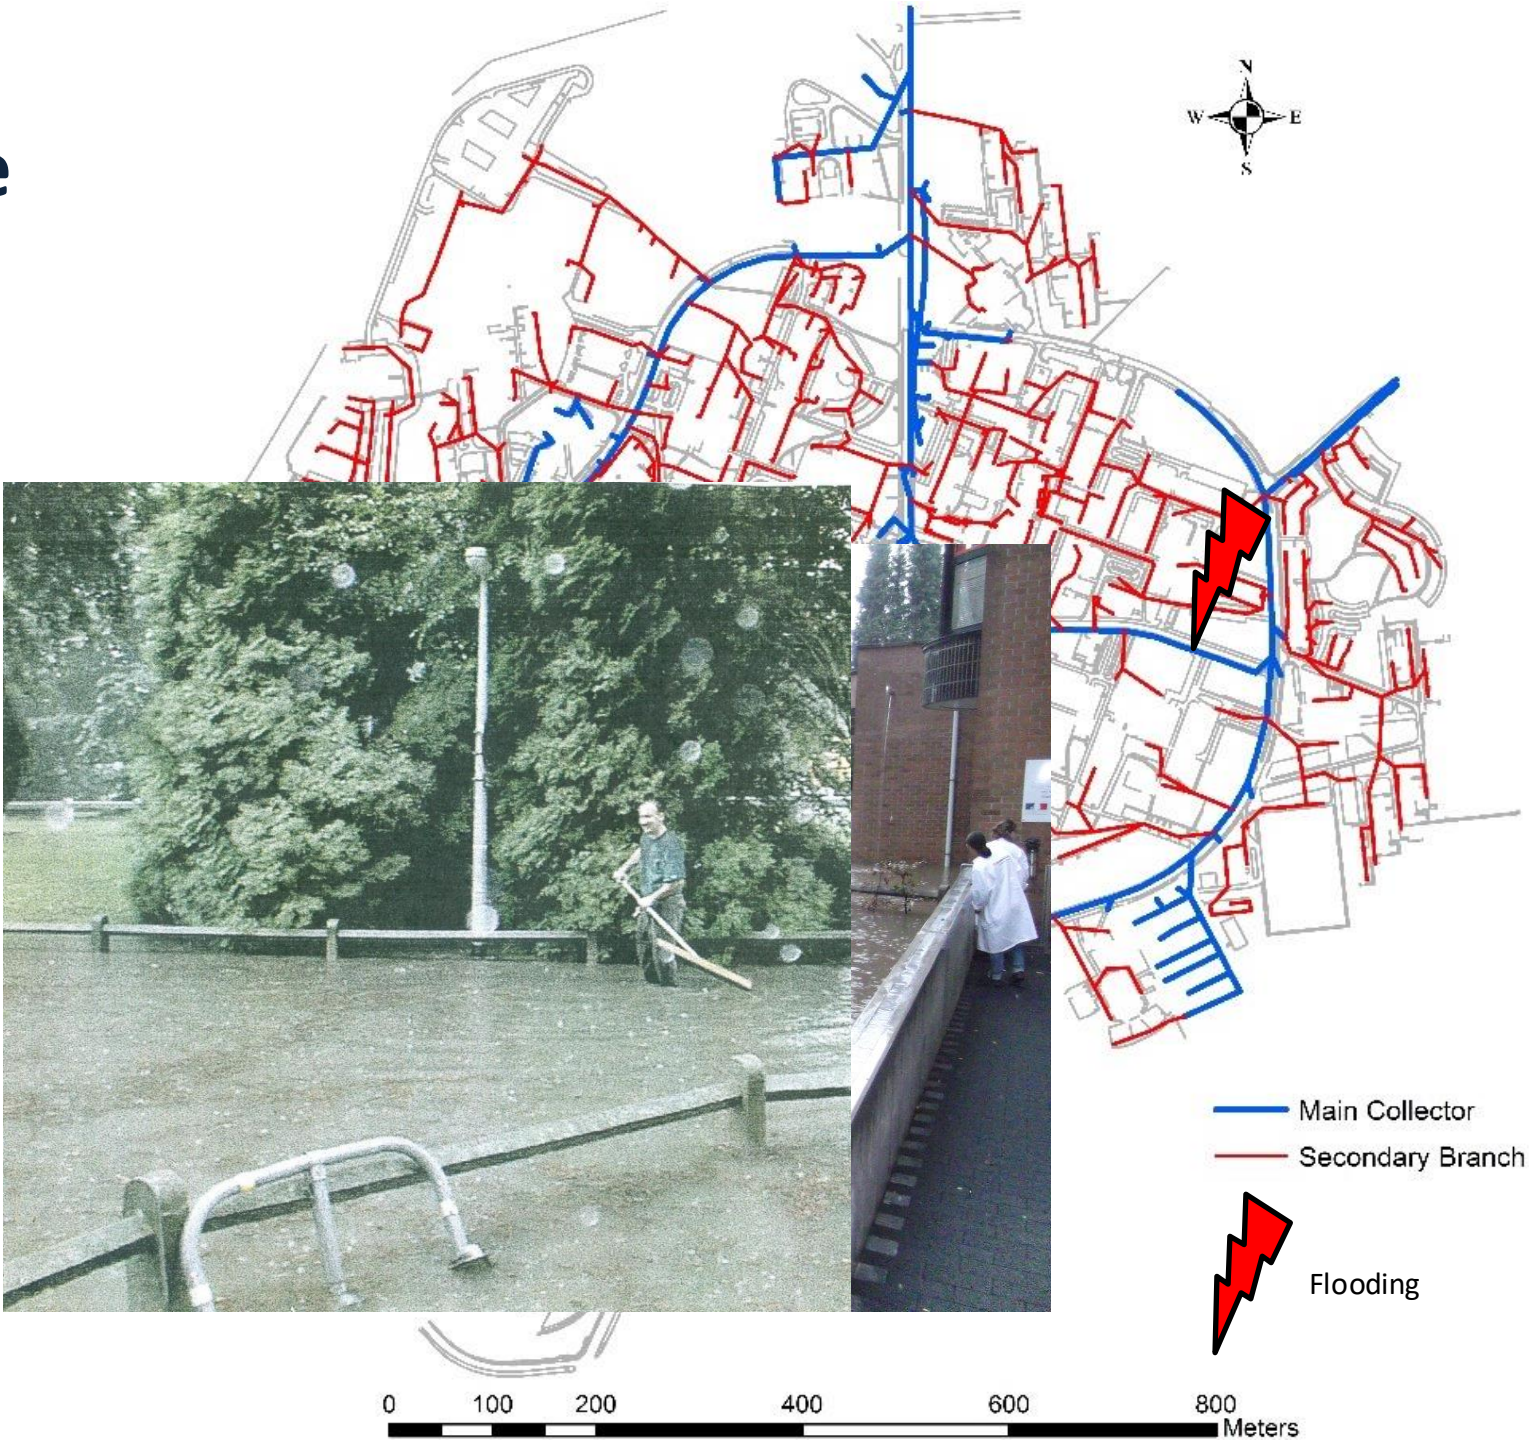 e
N
W E
S
Main Collector
Secondary Branch
Flooding
0 100 200 400 600 800
Meters